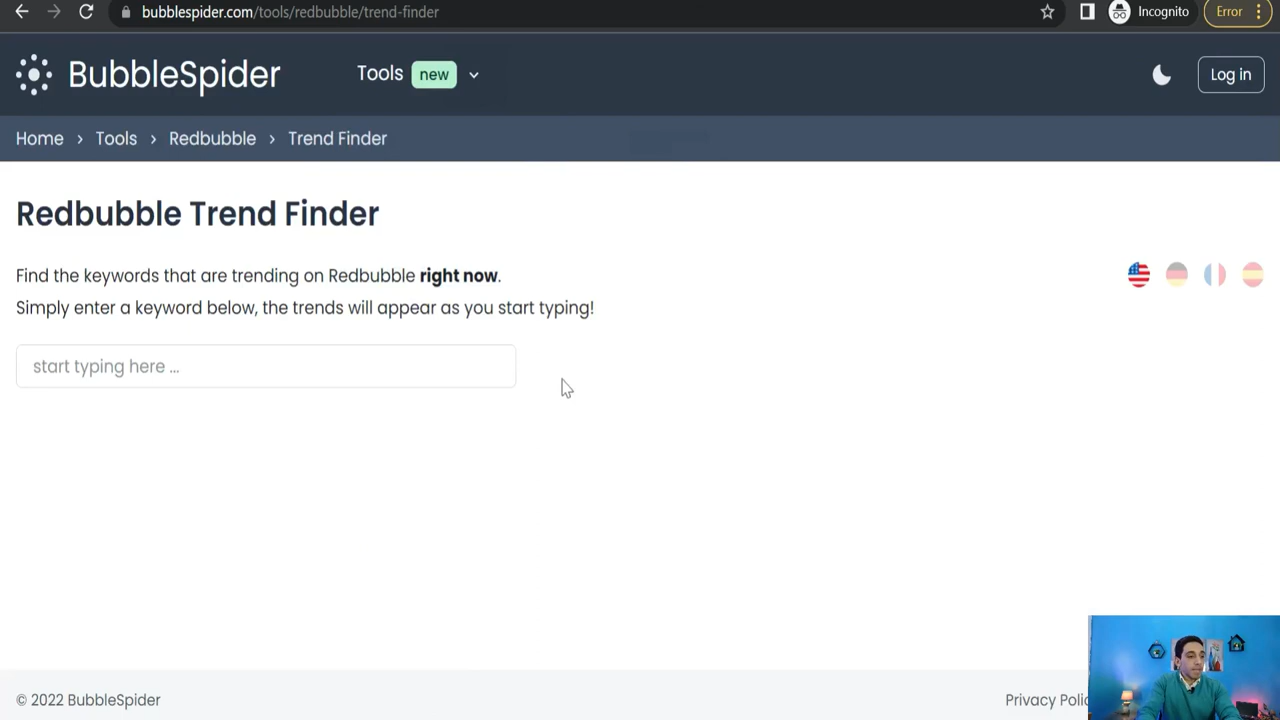 bubblespider.com/tools/redbubble/trend-finder
Incognito
Error
BubbleSpider
Tools new
Log in
Home > Tools > Redbubble > Trend Finder
Redbubble Trend Finder
Find the keywords that are trending on Redbubble right now.
Simply enter a keyword below, the trends will appear as you start typing!
start typing here ...
© 2022 BubbleSpider
Privacy